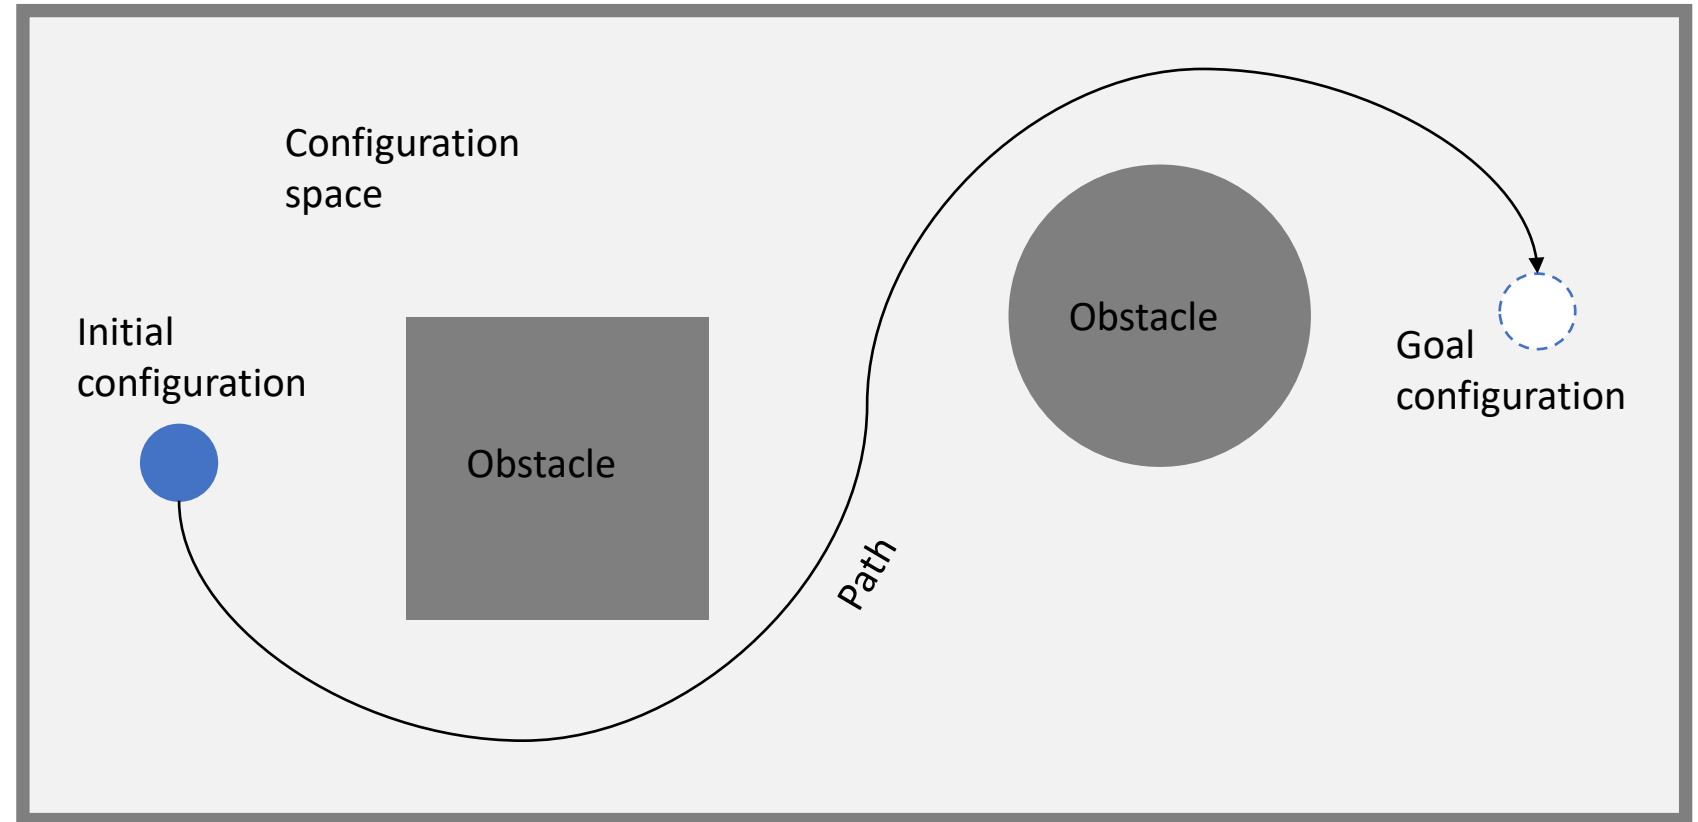 Configuration
space
Initial
configuration
Obstacle
Path
Obstacle
Goal
configuration